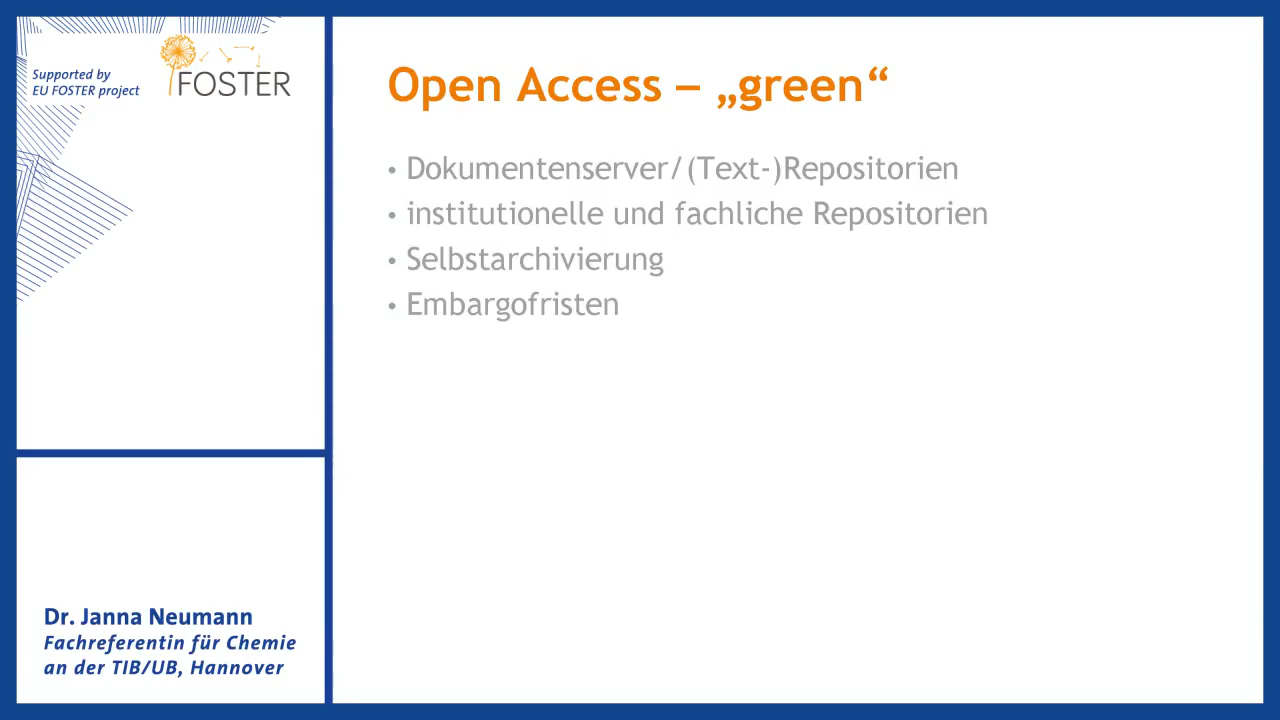 Supported by
EU FOSTER project
FOSTER
Open Access – „green“
• Dokumentenserver/(Text-)Repositorien
• institutionelle und fachliche Repositorien
• Selbstarchivierung
• Embargofristen
Dr. Janna Neumann
Fachreferentin für Chemie
an der TIB/UB, Hannover